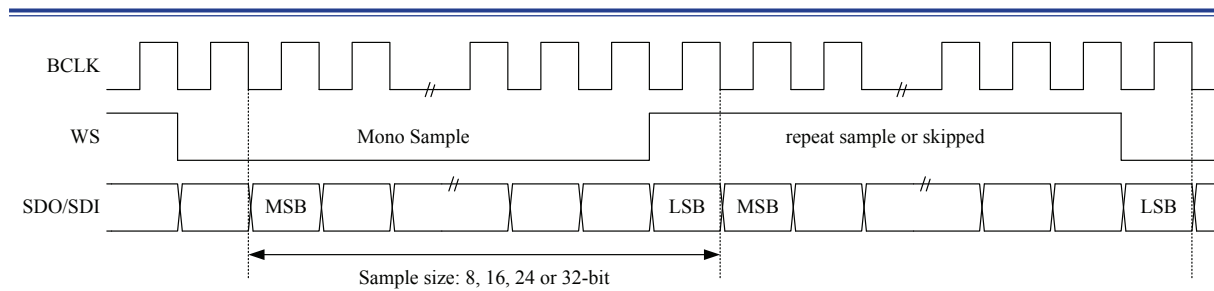 BCLK
//
//
WS
Mono Sample
repeat sample or skipped
//
//
SDO/SDI
MSB
LSB
MSB
LSB
Sample size: 8, 16, 24 or 32-bit